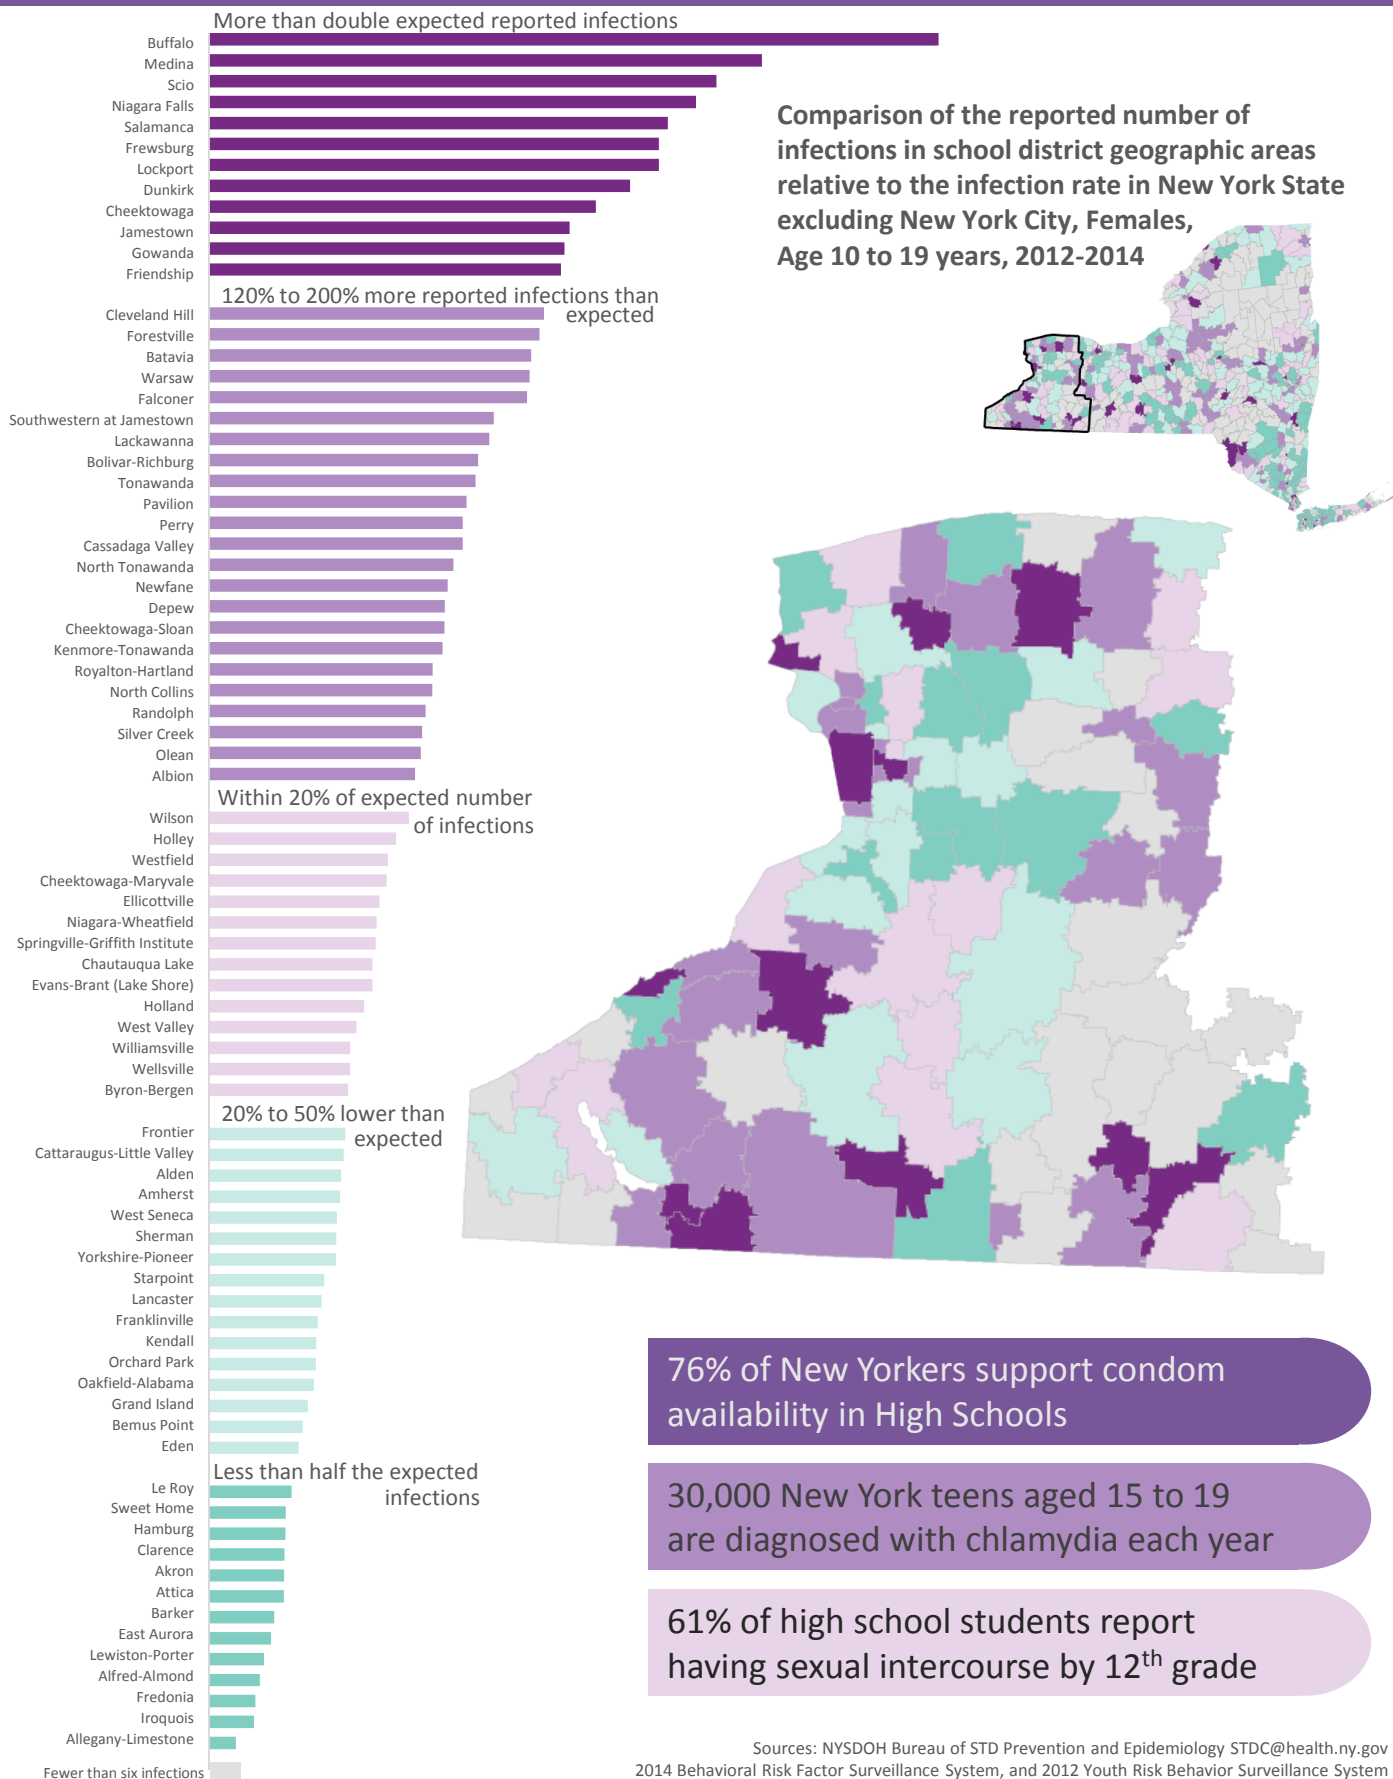 More than double expected reported infections
Buffalo
Medina
Scio
Niagara Falls
Salamanca
Frewsburg
Lockport
Dunkirk
Cheektowaga
Jamestown
Gowanda
Friendship
Comparison of the reported number of
infections in school district geographic areas
relative to the infection rate in New York State
excluding New York City, Females,
Age 10 to 19 years, 2012-2014
120% to 200% more reported infections than
expected
Cleveland Hill
Forestville
Batavia
Warsaw
Falconer
Southwestern at Jamestown
Lackawanna
Bolivar-Richburg
Tonawanda
Pavilion
Perry
Cassadaga Valley
North Tonawanda
Newfane
Depew
Cheektowaga-Sloan
Kenmore-Tonawanda
Royalton-Hartland
North Collins
Randolph
Silver Creek
Olean
Albion
Within 20% of expected number
of infections
Wilson
Holley
Westfield
Cheektowaga-Maryvale
Ellicottville
Niagara-Wheatfield
Springville-Griffith Institute
Chautauqua Lake
Evans-Brant (Lake Shore)
Holland
West Valley
Williamsville
Wellsville
Byron-Bergen
20% to 50% lower than
expected
Frontier
Cattaraugus-Little Valley
Alden
Amherst
West Seneca
Sherman
Yorkshire-Pioneer
Starpoint
Lancaster
Franklinville
Kendall
Orchard Park
Oakfield-Alabama
Grand Island
Bemus Point
Eden
Less than half the expected
infections
Le Roy
Sweet Home
Hamburg
Clarence
Akron
Attica
Barker
East Aurora
Lewiston-Porter
Alfred-Almond
Fredonia
Iroquois
Allegany-Limestone
Fewer than six infections
76% of New Yorkers support condom
availability in High Schools
30,000 New York teens aged 15 to 19
are diagnosed with chlamydia each year
61% of high school students report
having sexual intercourse by 12th grade
Sources: NYSDOH Bureau of STD Prevention and Epidemiology STDC@health.ny.gov
2014 Behavioral Risk Factor Surveillance System, and 2012 Youth Risk Behavior Surveillance System